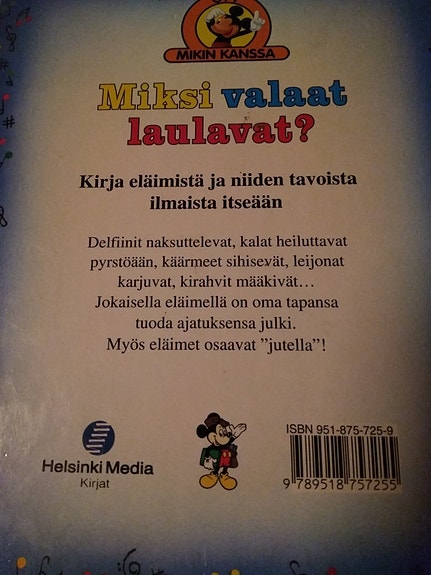 MIKIN KANSSA
Miksi valaat
laulavat?
Kirja eläimistä ja niiden tavoista
ilmaista itseään
Delfiinit naksuttelevat, kalat heiluttavat
pyrstöään, käärmeet sihisevät, leijonat
karjuvat, kirahvit määkivät...
Jokaisella eläimellä on oma tapansa
tuoda ajatuksensa julki.
Myös eläimet osaavat ”jutella”!
ISBN 951-875-725-9
9 789518 757255
Helsinki Media
Kirjat